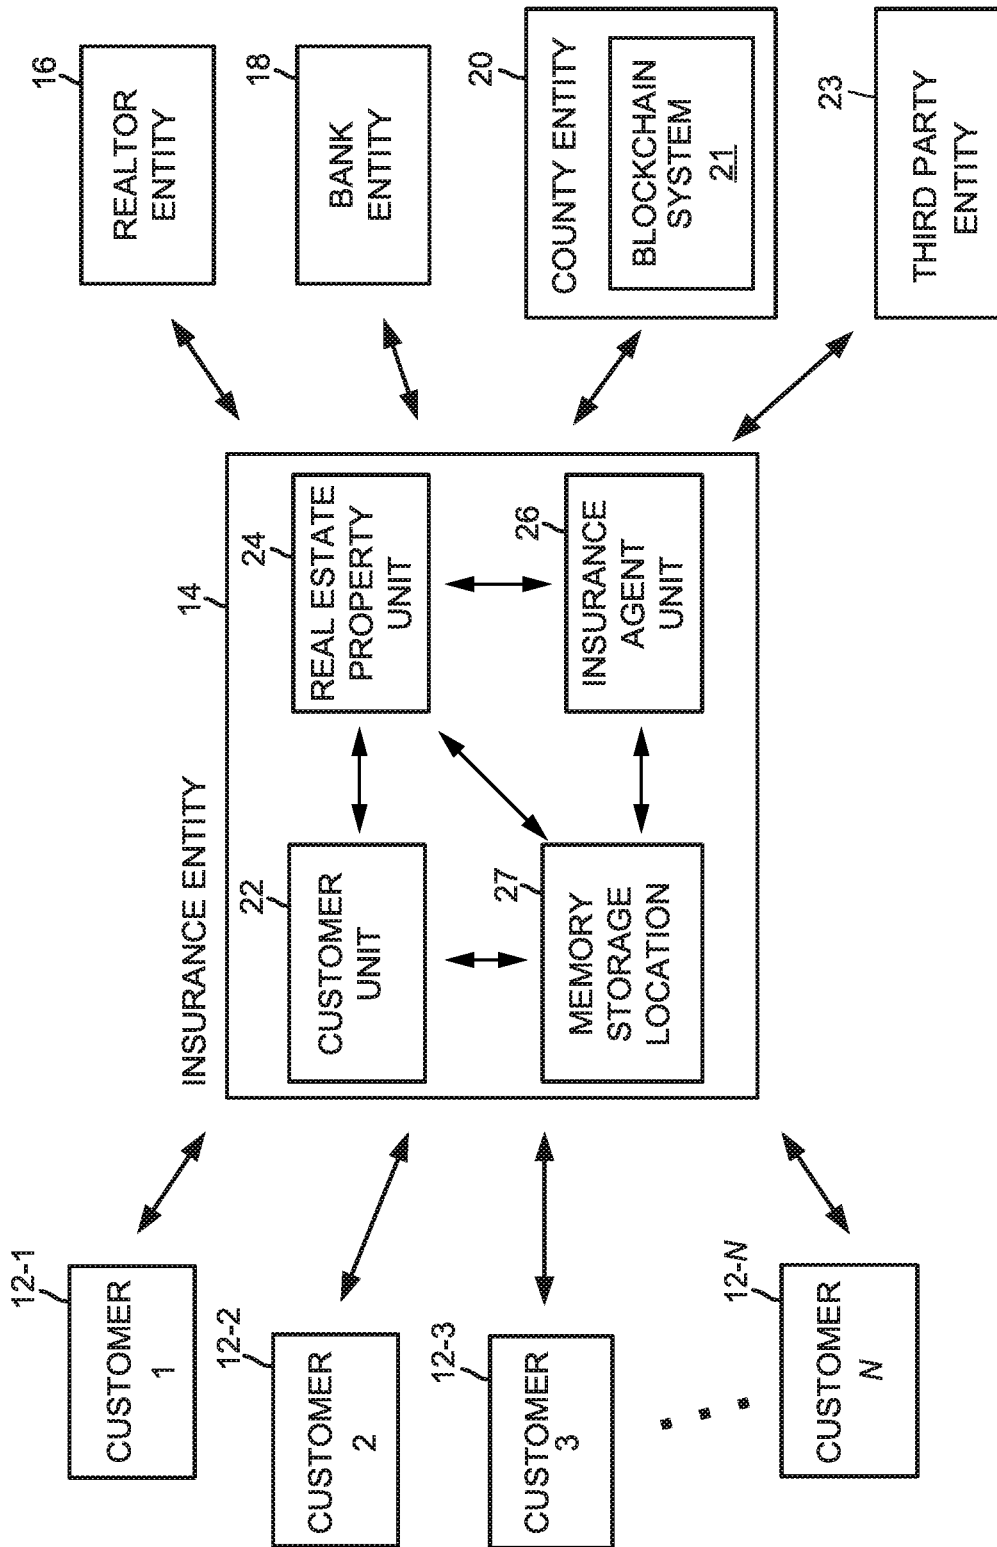 12-1
CUSTOMER
1
12-2
CUSTOMER
2
12-3
CUSTOMER
3
12-N
CUSTOMER
N
INSURANCE ENTITY
14
22
CUSTOMER
UNIT
24
REAL ESTATE
PROPERTY
UNIT
27
MEMORY
STORAGE
LOCATION
26
INSURANCE
AGENT
UNIT
16
REALTOR
ENTITY
18
BANK
ENTITY
20
COUNTY ENTITY
BLOCKCHAIN
SYSTEM
21
23
THIRD PARTY
ENTITY